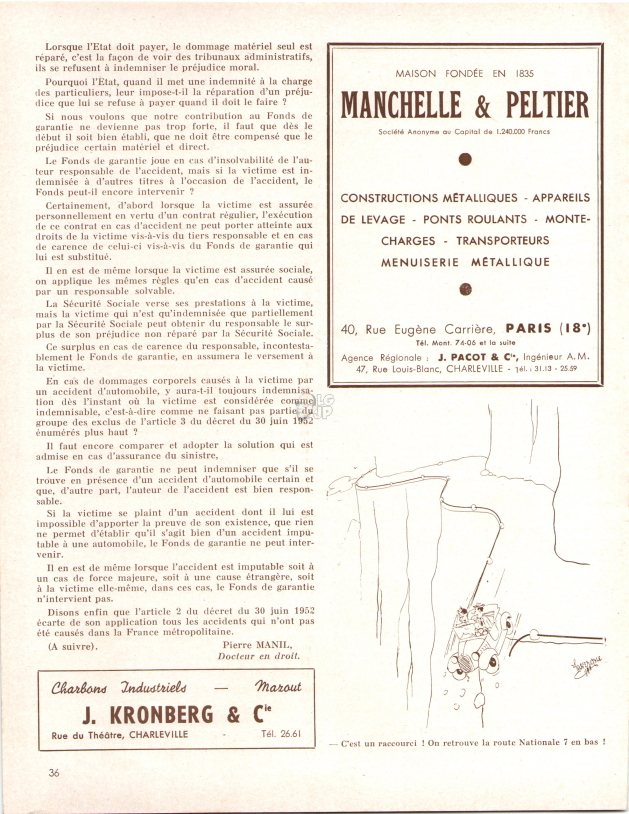 Lorsque l'Etat doit payer, le dommage matériel seul est
réparé, c'est la façon de voir des tribunaux administratifs,
ils se refusent à indemniser le préjudice moral.
Pourquoi l'Etat, quand il met une indemnité à la charge
des particuliers, leur impose-t-il la réparation d'un préju-
dice que lui se refuse à payer quand il doit le faire ?
Si nous voulons que notre contribution au Fonds de
garantie ne devienne pas trop forte, il faut que dès le
début il soit bien établi, que ne doit être compensé que le
préjudice certain matériel et direct.
Le Fonds de garantie joue en cas d'insolvabilité de l'au-
teur responsable de l'accident, mais si la victime est in-
demnisée à d'autres titres à l'occasion de l'accident, le
Fonds peut-il encore intervenir ?
Certainement, d'abord lorsque la victime est assurée
personnellement en vertu d'un contrat régulier, l'exécution
de ce contrat en cas d'accident ne peut porter atteinte aux
droits de la victime vis-à-vis du tiers responsable et en cas
de carence de celui-ci vis-à-vis du Fonds de garantie qui
lui est substitué.
Il en est de même lorsque la victime est assurée sociale,
on applique les mêmes règles qu'en cas d'accident causé
par un responsable solvable.
La Sécurité Sociale verse ses prestations à la victime,
mais la victime qui n'est qu'indemnisée que partiellement
par la Sécurité Sociale peut obtenir du responsable le sur-
plus de son préjudice non réparé par la Sécurité Sociale.
Ce surplus en cas de carence du responsable, incontesta-
blement le Fonds de garantie, en assumera le versement à
la victime.
En cas de dommages corporels causés à la victime par
un accident d'automobile, y aura-t-il toujours indemnisa-
tion dès l'instant où la victime est considérée comme
indemnisable, c'est-à-dire comme ne faisant pas partie du
groupe des exclus de l'article 3 du décret du 30 juin 1952
énumérés plus haut ?
Il faut encore comparer et adopter la solution qui est
admise en cas d'assurance du sinistre,
Le Fonds de garantie ne peut indemniser que s'il se
trouve en présence d'un accident d'automobile certain et
que, d'autre part, l'auteur de l'accident est bien respon-
sable.
Si la victime se plaint d'un accident dont il lui est
impossible d'apporter la preuve de son existence, que rien
ne permet d'établir qu'il s'agit bien d'un accident impu-
table à une automobile, le Fonds de garantie ne peut inter-
venir.
Il en est de même lorsque l'accident est imputable soit à
un cas de force majeure, soit à une cause étrangère, soit
à la victime elle-même, dans ces cas, le Fonds de garantie
n'intervient pas.
Disons enfin que l'article 2 du décret du 30 juin 1952
écarte de son application tous les accidents qui n'ont pas
été causés dans la France métropolitaine.
(A suivre). Pierre MANIL,
Docteur en droit.
Charbons Industriels — Mazout
J. KRONBERG & Cie
Rue du Théâtre, CHARLEVILLE - Tél. 26.61
36
MAISON FONDÉE EN 1835
MANCHELLE & PELTIER
Société Anonyme au Capital de 1.240.000 Francs
CONSTRUCTIONS MÉTALLIQUES - APPAREILS
DE LEVAGE - PONTS ROULANTS - MONTE-
CHARGES - TRANSPORTEURS
MENUISERIE MÉTALLIQUE
40, Rue Eugène Carrière, PARIS (18e)
Tél. Mont. 74-06 et la suite
Agence Régionale : J. PACOT & Cie, Ingénieur A.M.
47, Rue Louis-Blanc, CHARLEVILLE - Tél. : 31.13 - 25.59
— C'est un raccourci ! On retrouve la route Nationale 7 en bas !